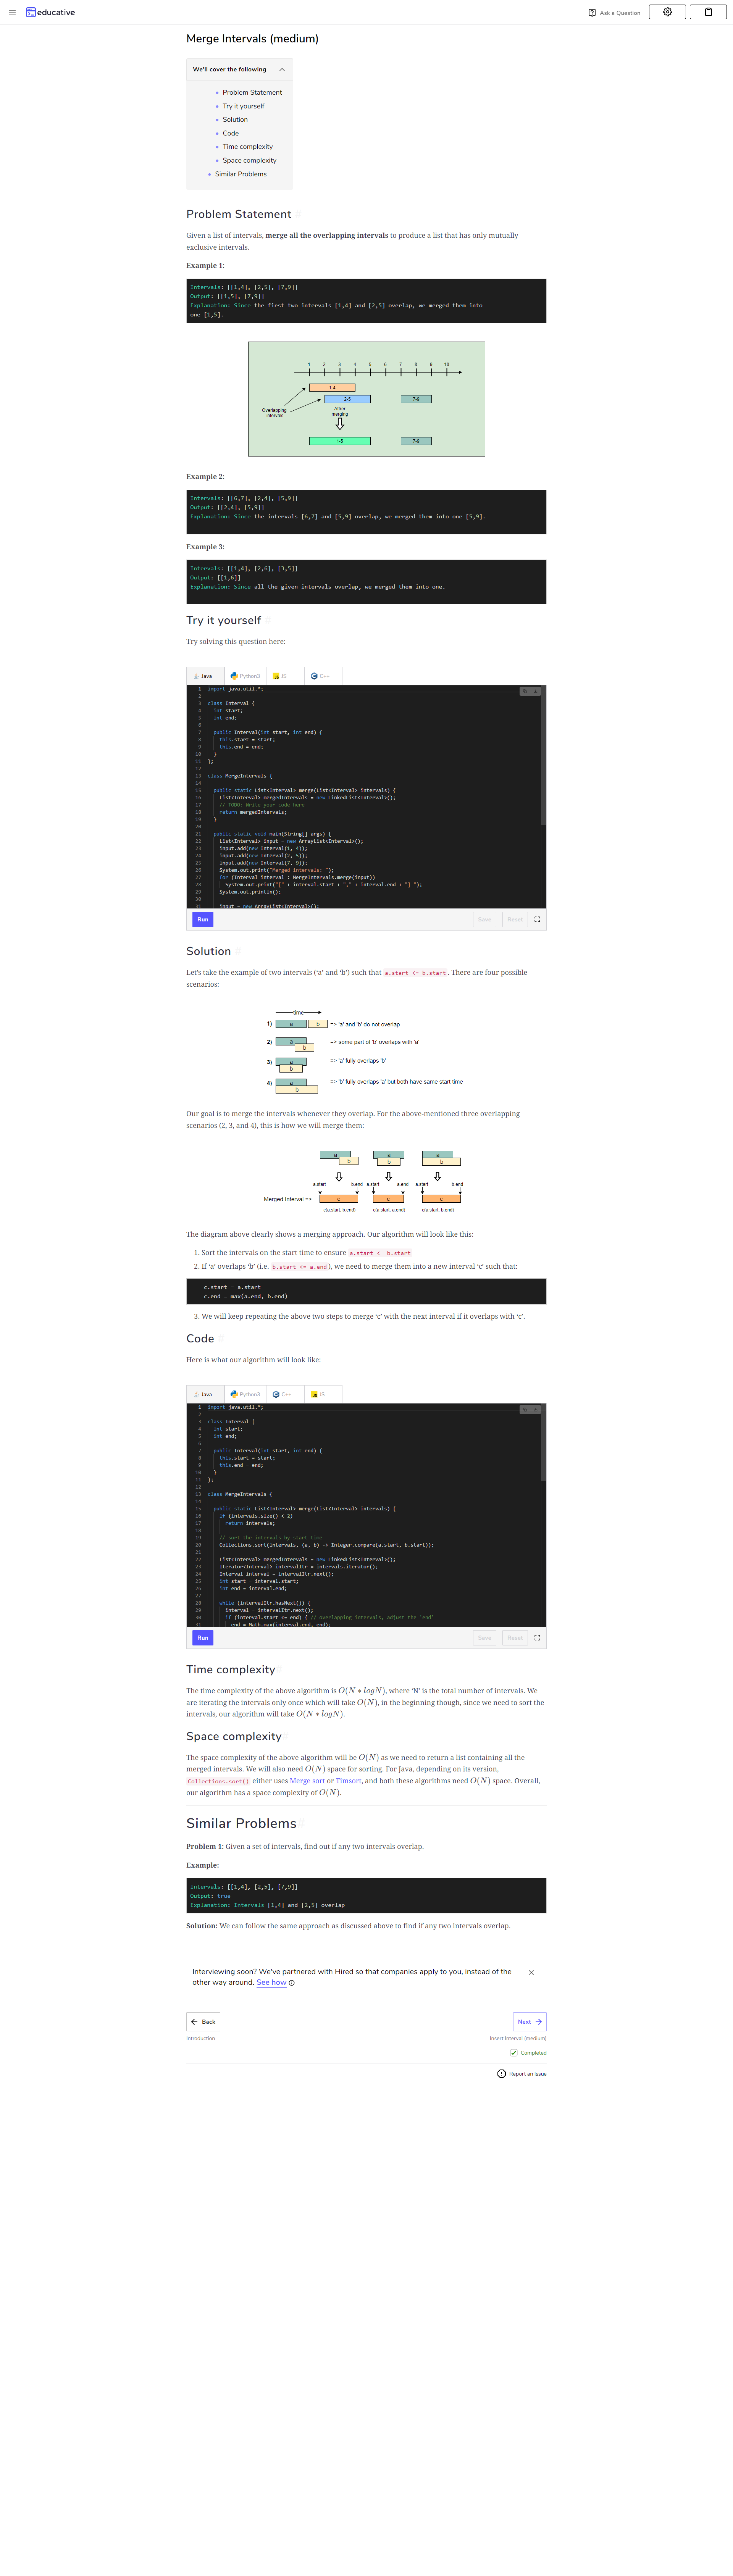 educative
Ask a Question
Merge Intervals (medium)
We'll cover the following
Problem Statement
Try it yourself
Solution
Code
Time complexity
Space complexity
Similar Problems
Problem Statement
Given a list of intervals, merge all the overlapping intervals to produce a list that has only mutually
exclusive intervals.
Example 1:
Intervals: [[1,4], [2,5], [7,9]]
Output: [[1,5], [7,9]]
Explanation: Since the first two intervals [1,4] and [2,5] overlap, we merged them into
one [1,5].
1 2 3 4 5 6 7 8 9 10
1-4
2-5 7-9
Overlapping
intervals
After
merging
1-5 7-9
Example 2:
Intervals: [[6,7], [2,4], [5,9]]
Output: [[2,4], [5,9]]
Explanation: Since the intervals [6,7] and [5,9] overlap, we merged them into one [5,9].
Example 3:
Intervals: [[1,4], [2,6], [3,5]]
Output: [[1,6]]
Explanation: Since all the given intervals overlap, we merged them into one.
Try it yourself
Try solving this question here:
Java Python3 JS C++
1 import java.util.*;
2
3 class Interval {
4 int start;
5 int end;
6
7 public Interval(int start, int end) {
8 this.start = start;
9 this.end = end;
10 }
11 };
12
13 class MergeIntervals {
14
15 public static List<Interval> merge(List<Interval> intervals) {
16 List<Interval> mergedIntervals = new LinkedList<Interval>();
17 // TODO: Write your code here
18 return mergedIntervals;
19 }
20
21 public static void main(String[] args) {
22 List<Interval> input = new ArrayList<Interval>();
23 input.add(new Interval(1, 4));
24 input.add(new Interval(2, 5));
25 input.add(new Interval(7, 9));
26 System.out.print("Merged intervals: ");
27 for (Interval interval : MergeIntervals.merge(input))
28 System.out.print("[" + interval.start + "," + interval.end + "] ");
29 System.out.println();
30
31 input = new ArrayList<Interval>();
Run Save Reset
Solution
Let's take the example of two intervals ('a' and 'b') such that a.start <= b.start. There are four possible
scenarios:
time
1) a b => 'a' and 'b' do not overlap
2) a b => some part of 'b' overlaps with 'a'
3) a b => 'a' fully overlaps 'b'
4) a b => 'b' fully overlaps 'a' but both have same start time
Our goal is to merge the intervals whenever they overlap. For the above-mentioned three overlapping
scenarios (2, 3, and 4), this is how we will merge them:
a a a
b b b
a.start b.end a.start a.end a.start b.end
Merged Interval => c c c
c(a.start, b.end) c(a.start, a.end) c(a.start, b.end)
The diagram above clearly shows a merging approach. Our algorithm will look like this:
1. Sort the intervals on the start time to ensure a.start <= b.start
2. If 'a' overlaps 'b' (i.e. b.start <= a.end), we need to merge them into a new interval 'c' such that:
c.start = a.start
c.end = max(a.end, b.end)
3. We will keep repeating the above two steps to merge 'c' with the next interval if it overlaps with 'c'.
Code
Here is what our algorithm will look like:
Java Python3 C++ JS
1 import java.util.*;
2
3 class Interval {
4 int start;
5 int end;
6
7 public Interval(int start, int end) {
8 this.start = start;
9 this.end = end;
10 }
11 };
12
13 class MergeIntervals {
14
15 public static List<Interval> merge(List<Interval> intervals) {
16 if (intervals.size() < 2)
17 return intervals;
18
19 // sort the intervals by start time
20 Collections.sort(intervals, (a, b) -> Integer.compare(a.start, b.start));
21
22 List<Interval> mergedIntervals = new LinkedList<Interval>();
23 Iterator<Interval> intervalItr = intervals.iterator();
24 Interval interval = intervalItr.next();
25 int start = interval.start;
26 int end = interval.end;
27
28 while (intervalItr.hasNext()) {
29 interval = intervalItr.next();
30 if (interval.start <= end) { // overlapping intervals, adjust the 'end'
31 end = Math.max(interval.end, end);
Run Save Reset
Time complexity
The time complexity of the above algorithm is O(N * logN), where 'N' is the total number of intervals. We
are iterating the intervals only once which will take O(N), in the beginning though, since we need to sort the
intervals, our algorithm will take O(N * logN).
Space complexity
The space complexity of the above algorithm will be O(N) as we need to return a list containing all the
merged intervals. We will also need O(N) space for sorting. For Java, depending on its version,
Collections.sort() either uses Merge sort or Timsort, and both these algorithms need O(N) space. Overall,
our algorithm has a space complexity of O(N).
Similar Problems
Problem 1: Given a set of intervals, find out if any two intervals overlap.
Example:
Intervals: [[1,4], [2,5], [7,9]]
Output: true
Explanation: Intervals [1,4] and [2,5] overlap
Solution: We can follow the same approach as discussed above to find if any two intervals overlap.
Interviewing soon? We've partnered with Hired so that companies apply to you, instead of the
other way around. See how
Back Next
Introduction Insert Interval (medium)
Completed
Report an Issue